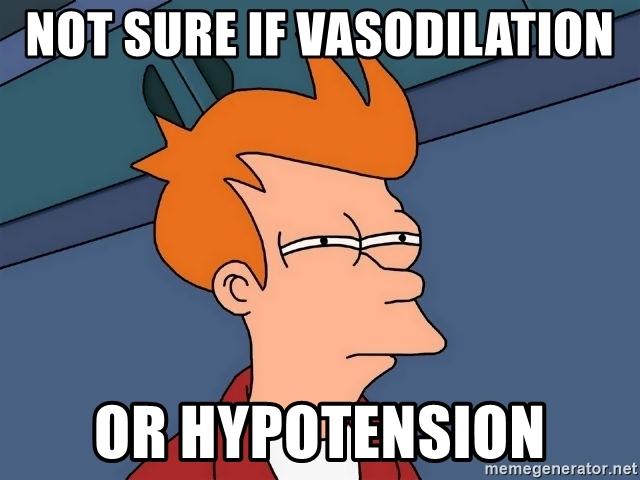 NOT SURE IF VASODILATION
OR HYPOTENSION
memegenerator.net